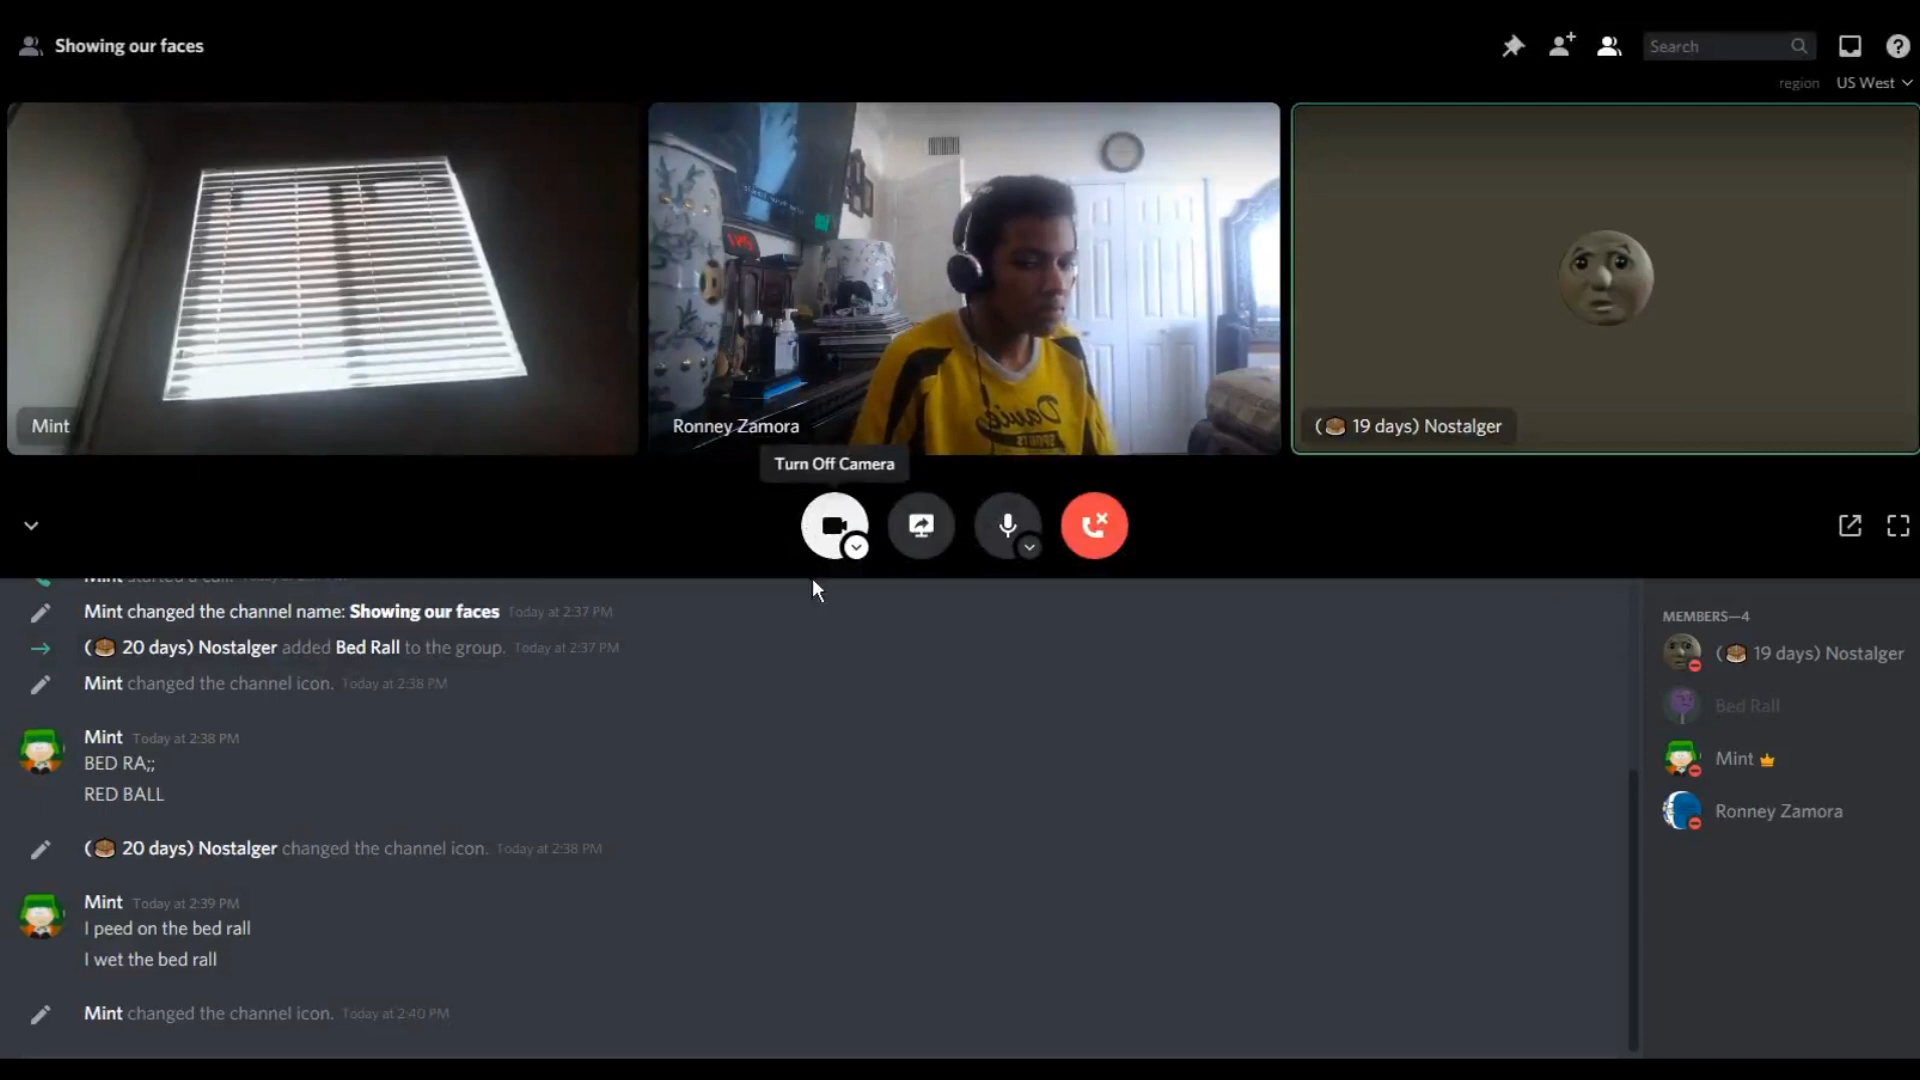 Showing our faces
Search
region US West
Mint
Ronney Zamora
( 19 days) Nostalger
Turn Off Camera
Mint changed the channel name: Showing our faces Today at 2:37 PM
( 20 days) Nostalger added Bed Rall to the group. Today at 2:37 PM
Mint changed the channel icon. Today at 2:38 PM
Mint Today at 2:38 PM
BED RA;;
RED BALL
( 20 days) Nostalger changed the channel icon. Today at 2:38 PM
Mint Today at 2:39 PM
I peed on the bed rall
I wet the bed rall
Mint changed the channel icon. Today at 2:40 PM
MEMBERS—4
( 19 days) Nostalger
Bed Rall
Mint
Ronney Zamora